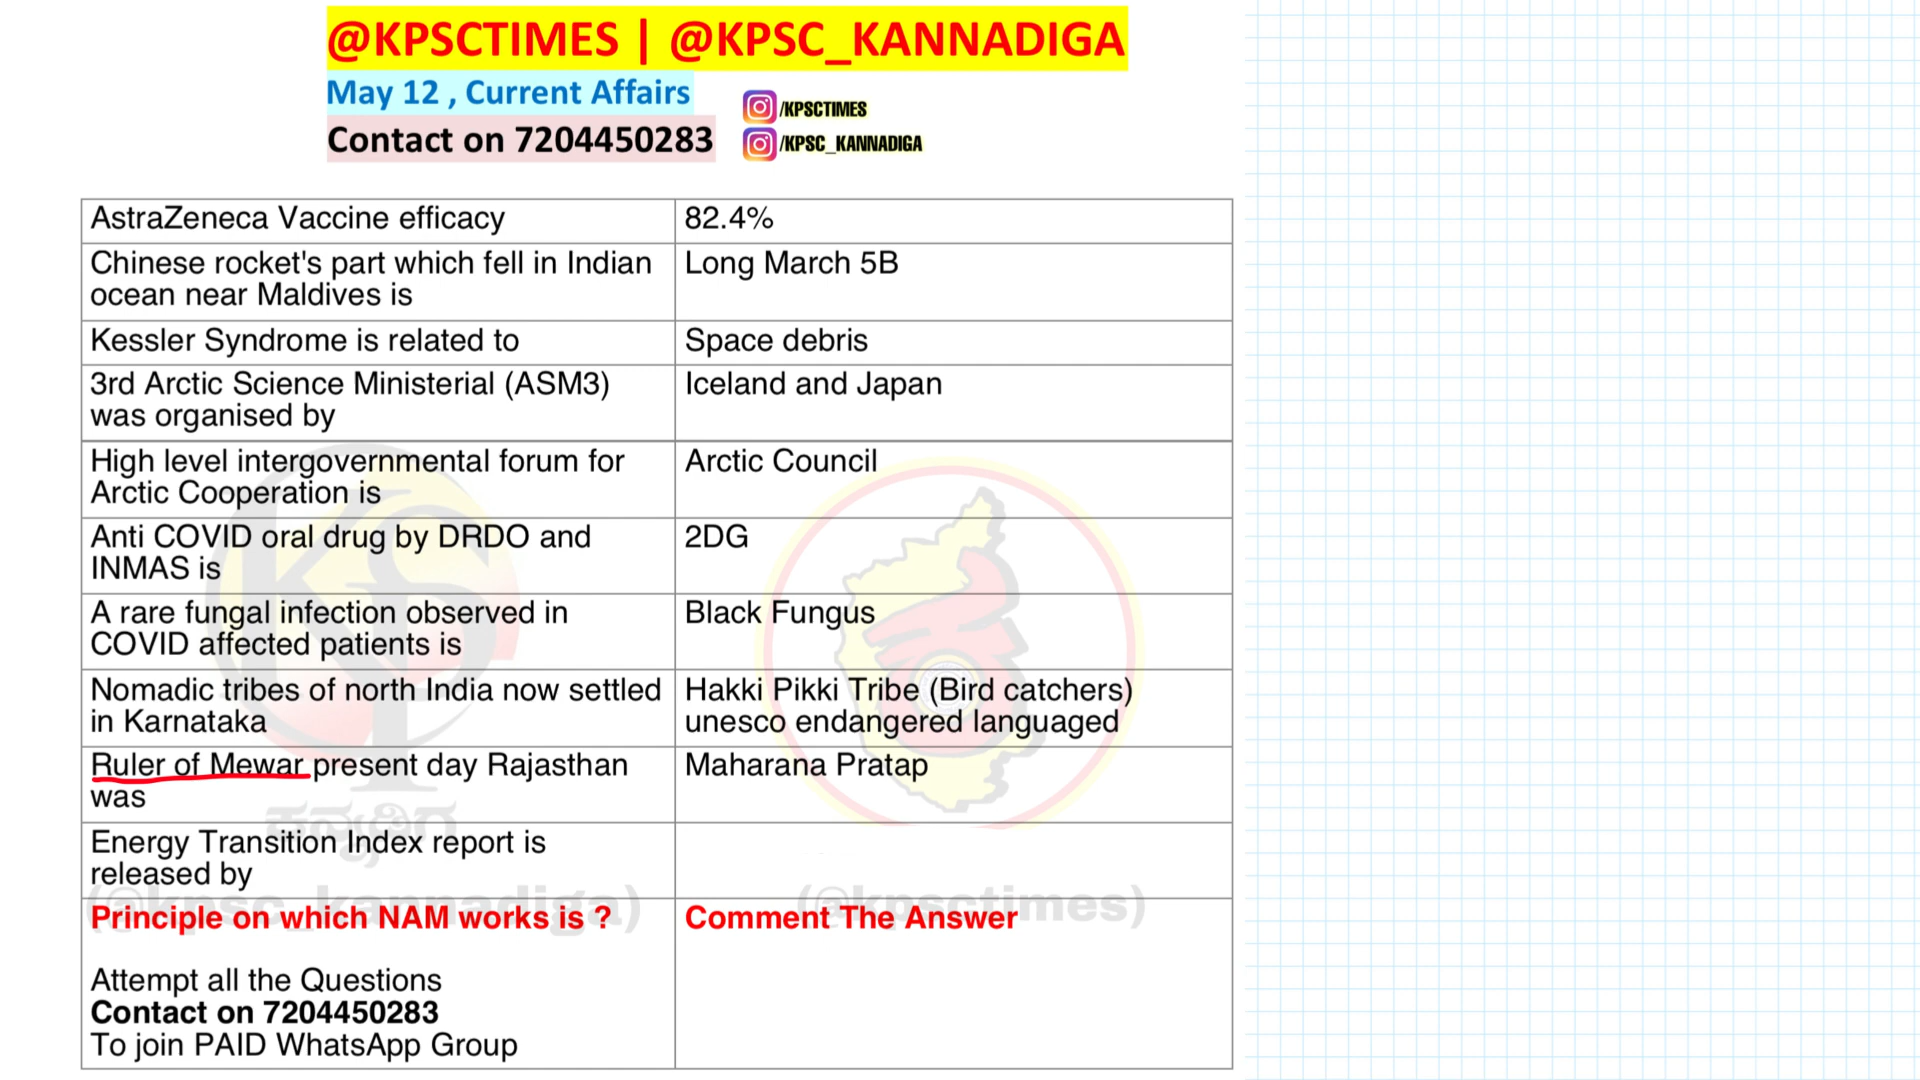 @KPSCTIMES | @KPSC_KANNADIGA
May 12 , Current Affairs
Contact on 7204450283
/KPSCTIMES
/KPSC_KANNADIGA
AstraZeneca Vaccine efficacy
82.4%
Chinese rocket's part which fell in Indian
ocean near Maldives is
Long March 5B
Kessler Syndrome is related to
Space debris
3rd Arctic Science Ministerial (ASM3)
was organised by
Iceland and Japan
High level intergovernmental forum for
Arctic Cooperation is
Arctic Council
Anti COVID oral drug by DRDO and
INMAS is
2DG
A rare fungal infection observed in
COVID affected patients is
Black Fungus
Nomadic tribes of north India now settled
in Karnataka
Hakki Pikki Tribe (Bird catchers)
unesco endangered languaged
Ruler of Mewar present day Rajasthan
was
Maharana Pratap
Energy Transition Index report is
released by
ಕನ್ನಡಿಗ
(@kpsc_kannadiga)
(@kpsctimes)
Principle on which NAM works is ?
Comment The Answer
Attempt all the Questions
Contact on 7204450283
To join PAID WhatsApp Group